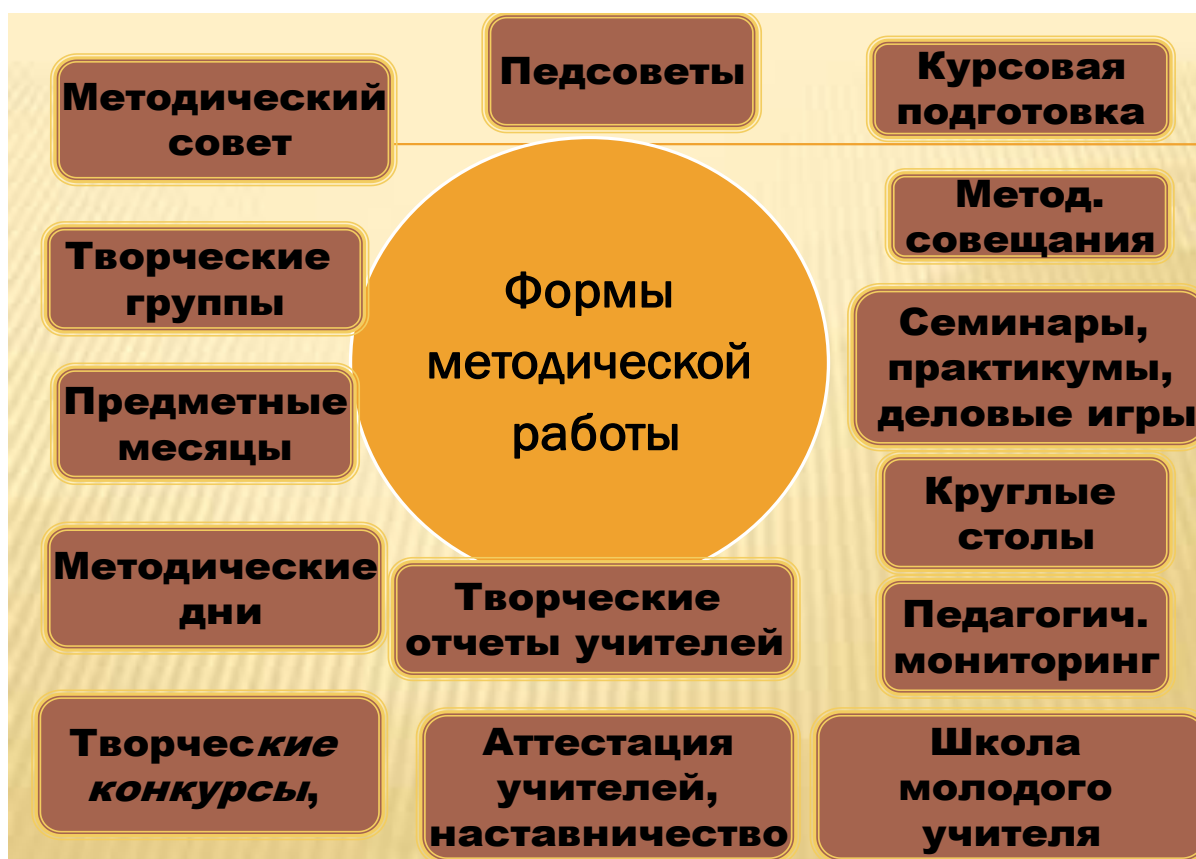 Педсоветы
Курсовая
подготовка
Методический
совет
Метод.
совещания
Творческие
группы
Формы
методической
работы
Семинары,
практикумы,
деловые игры
Предметные
месяцы
Круглые
столы
Методические
дни
Творческие
отчеты учителей
Педагогич.
мониторинг
Творческие
конкурсы,
Аттестация
учителей,
наставничество
Школа
молодого
учителя